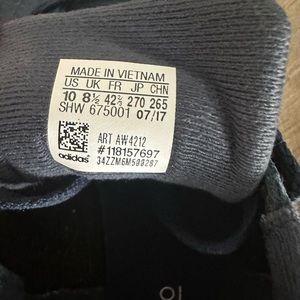 MADE IN VIETNAM
US UK FR JP CHN
10 8½ 42⅔ 270 265
SHW 675001 07/17
ART AW4212
#118157697
adidas
34ZZM6M500287